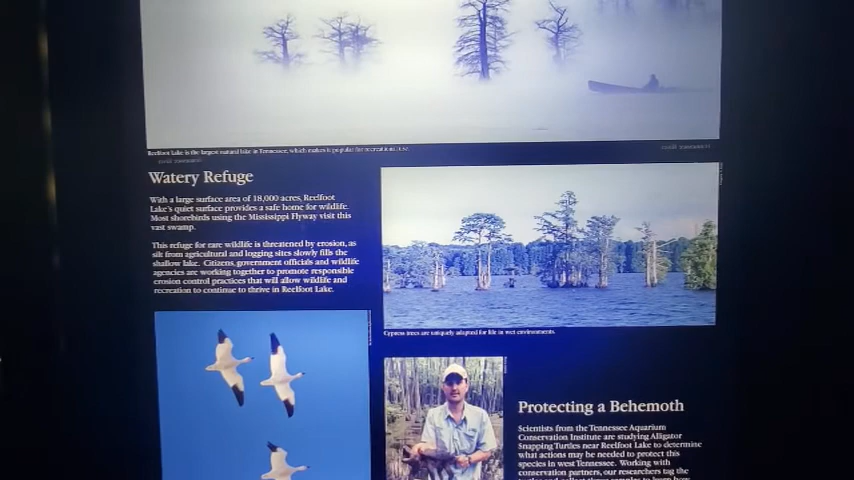 Reelfoot Lake is the largest natural lake in Tennessee, which makes it popular for recreational use.
Watery Refuge
With a large surface area of 18,000 acres, Reelfoot
Lake's quiet surface provides a safe home for wildlife.
Most shorebirds using the Mississippi Flyway visit this
vast swamp.
This refuge for rare wildlife is threatened by erosion, as
silt from agricultural and logging sites slowly fills the
shallow lake. Citizens, government officials and wildlife
agencies are working together to promote responsible
erosion control practices that will allow wildlife and
recreation to continue to thrive in Reelfoot Lake.
Cypress trees are uniquely adapted for life in wet environments.
Protecting a Behemoth
Scientists from the Tennessee Aquarium
Conservation Institute are studying Alligator
Snapping Turtles near Reelfoot Lake to determine
what actions may be needed to protect this
species in west Tennessee. Working with
conservation partners, our researchers tag the